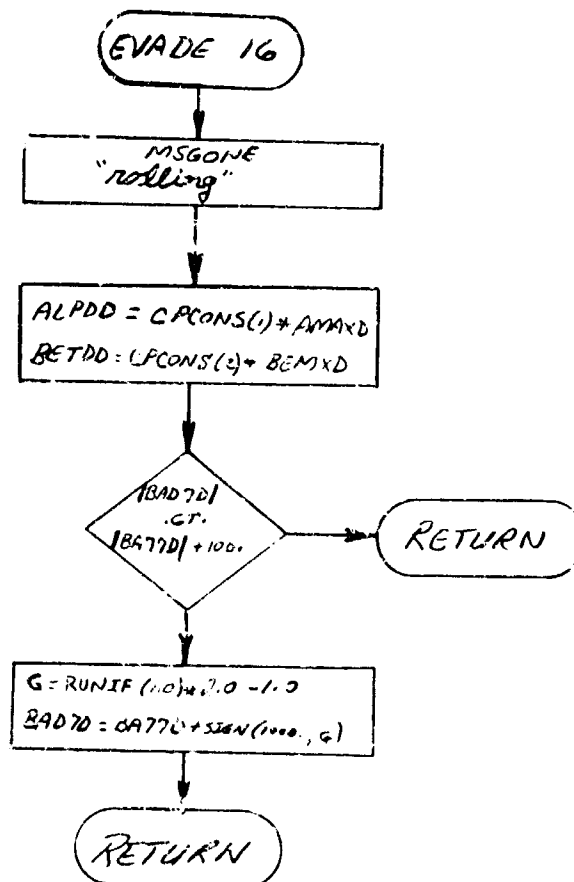 EVADE 16
MSGONE
"rolling"
ALPDD = CPCONS(1) * AMAXD
BETDD = CPCONS(2) * BEMXD
|BAD7D|
.GT.
|BA77D| + 100.
RETURN
G = RUNIF (1.0) * 2.0 - 1.0
BAD7D = BA77D + SIGN(1000., G)
RETURN